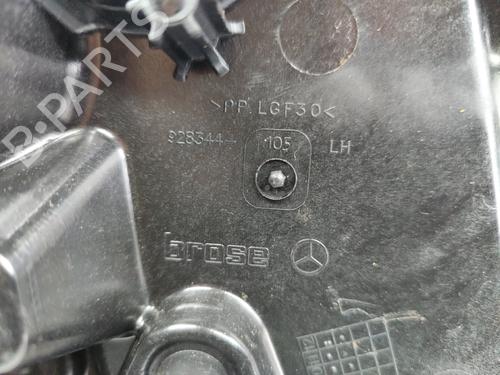 >PP LGF30<
928344- 105 LH
brose
B-PARTS